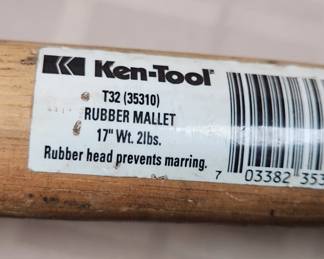 Ken-Tool
T32 (35310)
RUBBER MALLET
17" Wt. 2lbs.
Rubber head prevents marring.
7 03382 353